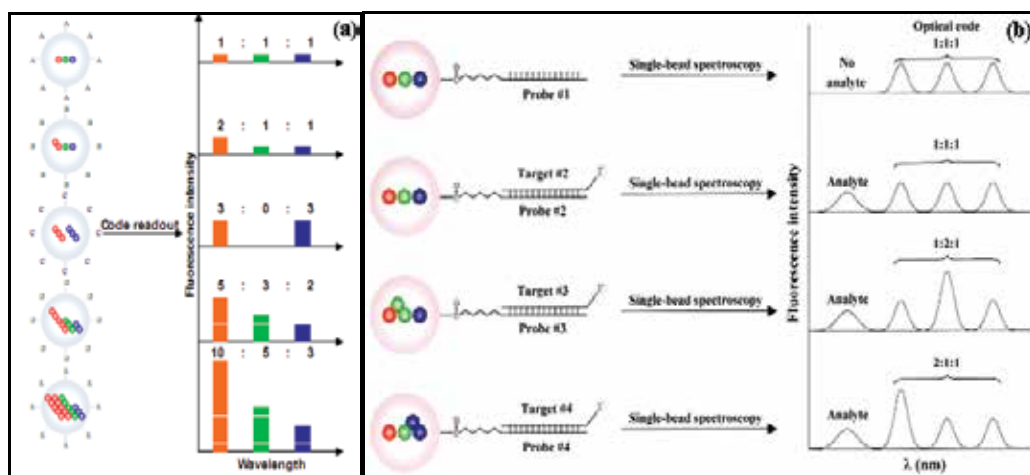 (a)
1 : 1 : 1
2 : 1 : 1
3 : 0 : 3
5 : 3 : 2
10 : 5 : 3
A
A
A
A
A
B
B
B
B
B
C
C
C
C
C
Code readout
Fluorescence intensity
Wavelength
(b)
Optical code
1:1:1
No
analyte
Probe #1
Single-bead spectroscopy
1:1:1
Analyte
Target #2
Probe #2
Single-bead spectroscopy
1:2:1
Analyte
Target #3
Probe #3
Single-bead spectroscopy
2:1:1
Analyte
Target #4
Probe #4
Single-bead spectroscopy
Fluorescence intensity
λ (nm)